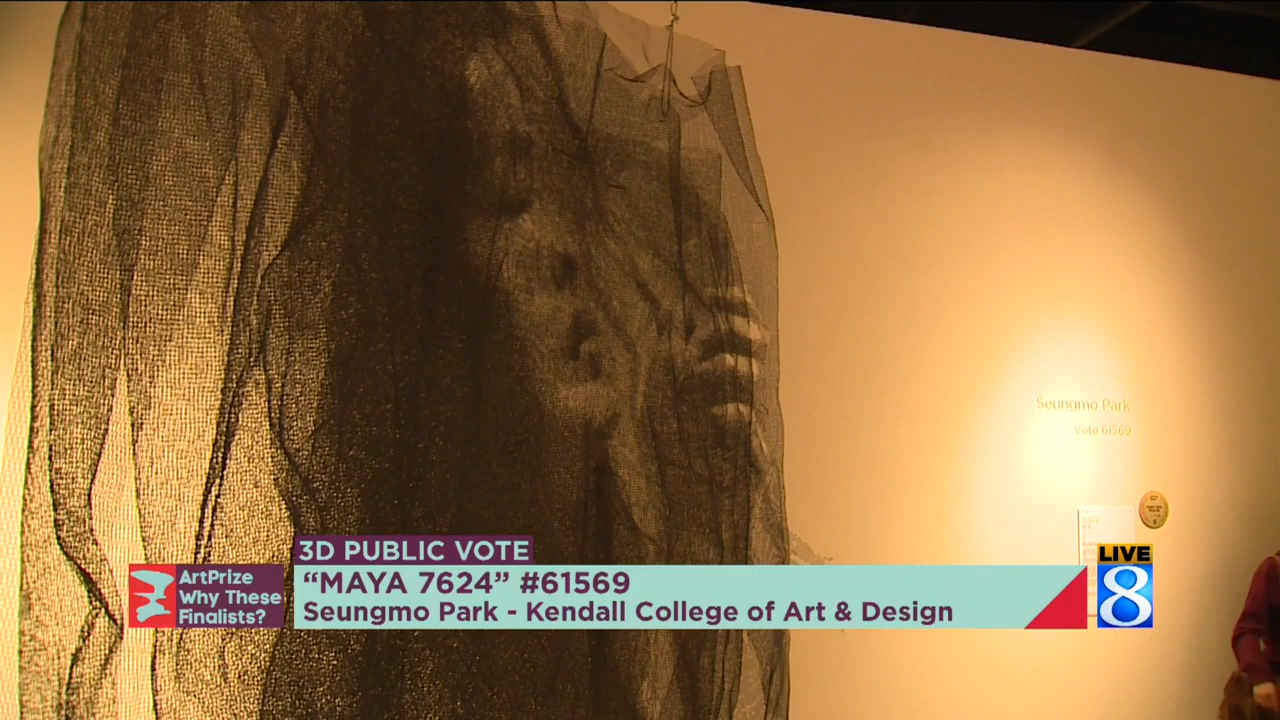 Seungmo Park
Vote 61569
3D PUBLIC VOTE
“MAYA 7624” #61569
Seungmo Park - Kendall College of Art & Design
ArtPrize
Why These
Finalists?
LIVE
8